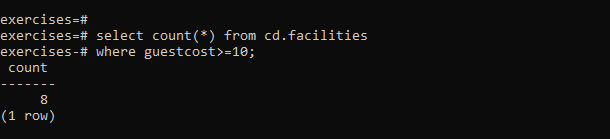 exercises=#
exercises=# select count(*) from cd.facilities
exercises-# where guestcost>=10;
 count
-------
     8
(1 row)